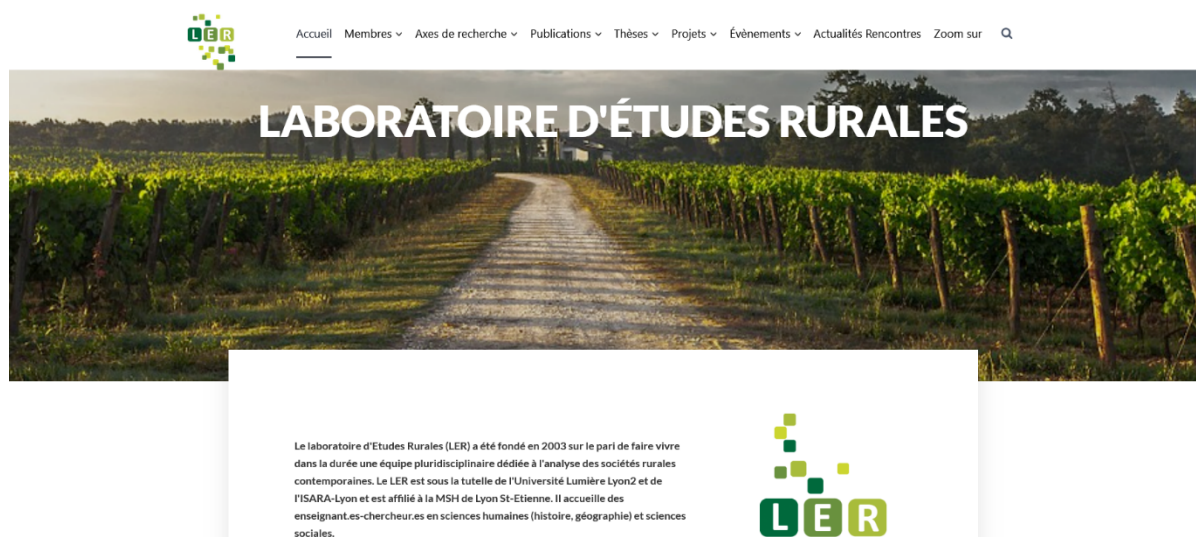 LER
Accueil Membres Axes de recherche Publications Thèses Projets Évènements Actualités Rencontres Zoom sur
LABORATOIRE D'ÉTUDES RURALES
Le laboratoire d'Etudes Rurales (LER) a été fondé en 2003 sur le pari de faire vivre
dans la durée une équipe pluridisciplinaire dédiée à l'analyse des sociétés rurales
contemporaines. Le LER est sous la tutelle de l'Université Lumière Lyon2 et de
l'ISARA-Lyon et est affilié à la MSH de Lyon St-Etienne. Il accueille des
enseignant.es-chercheur.es en sciences humaines (histoire, géographie) et sciences
sociales.
LER